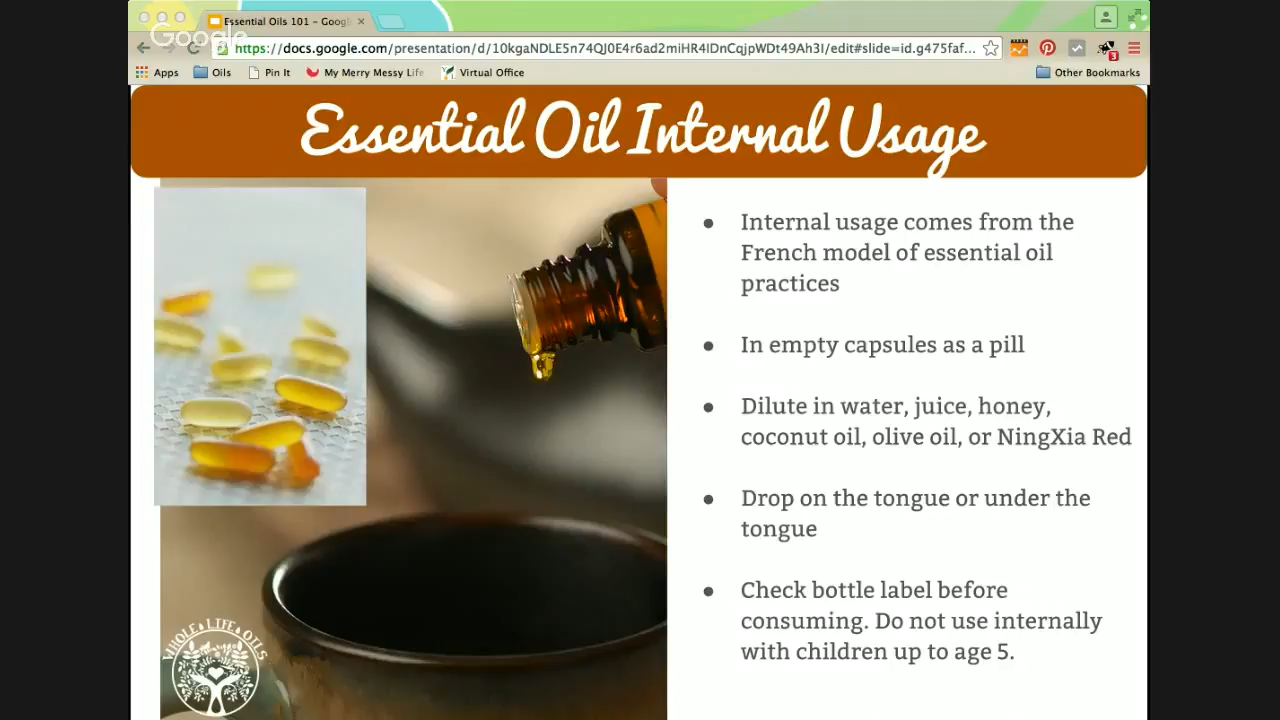 Essential Oils 101 – Goog
Google
https://docs.google.com/presentation/d/10kgaNDLE5n74QJ0E4r6ad2miHR4lDnCqjpWDt49Ah3I/edit#slide=id.g475faf...
3
Apps Oils Pin It My Merry Messy Life Virtual Office Other Bookmarks
Essential Oil Internal Usage
● Internal usage comes from the
French model of essential oil
practices
● In empty capsules as a pill
● Dilute in water, juice, honey,
coconut oil, olive oil, or NingXia Red
● Drop on the tongue or under the
tongue
● Check bottle label before
consuming. Do not use internally
with children up to age 5.
WHOLE LIFE OILS